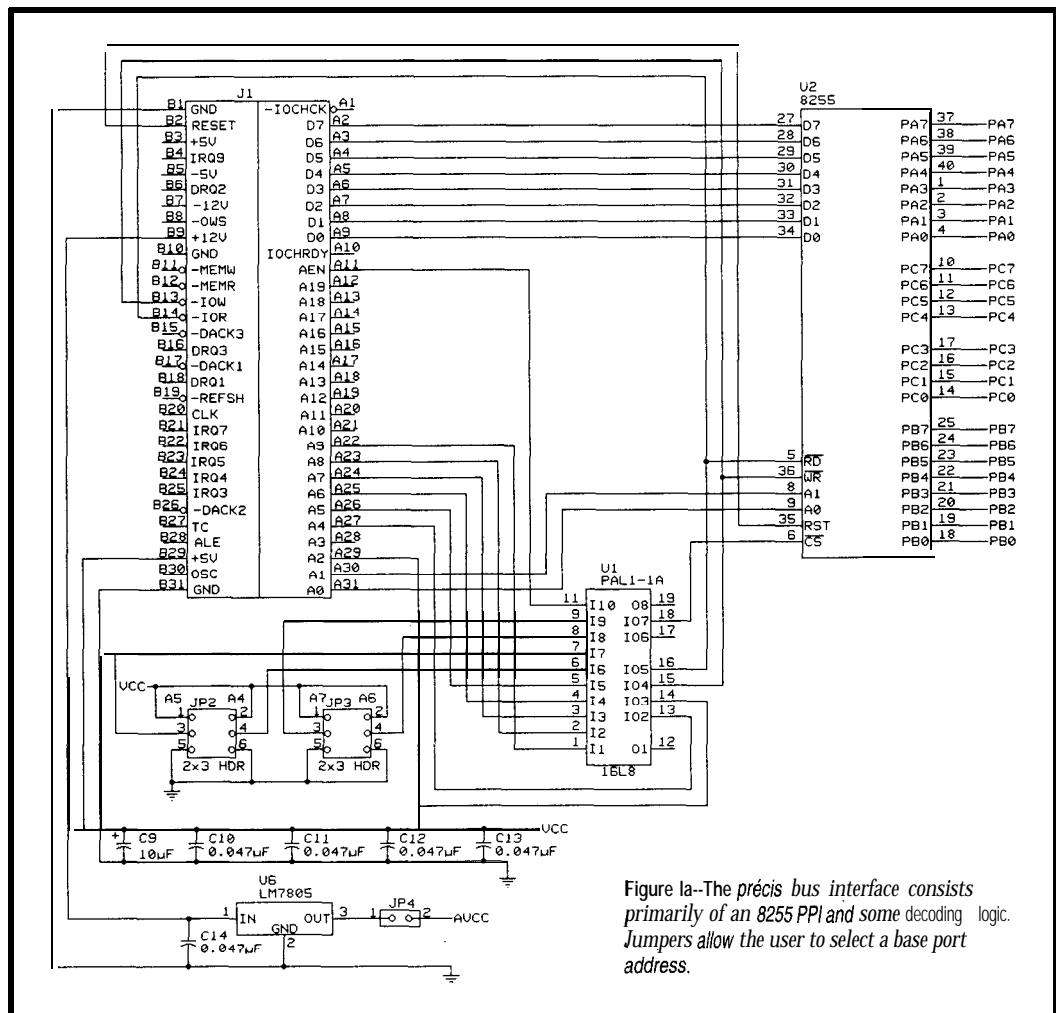 J1
B1 GND -IOCHCK A1
B2 RESET D7 A2
B3 +5V D6 A3
B4 IRQ9 D5 A4
B5 -5V D4 A5
B6 DRQ2 D3 A6
B7 -12V D2 A7
B8 -OWS D1 A8
B9 +12V D0 A9
B10 GND IOCHRDY A10
B11 -MEMW AEN A11
B12 -MEMR A19 A12
B13 -IOW A18 A13
B14 -IOR A17 A14
B15 -DACK3 A16 A15
B16 DRQ3 A15 A16
B17 -DACK1 A14 A17
B18 DRQ1 A13 A18
B19 -REFSH A12 A19
B20 CLK A11 A20
B21 IRQ7 A10 A21
B22 IRQ6 A9 A22
B23 IRQ5 A8 A23
B24 IRQ4 A7 A24
B25 IRQ3 A6 A25
B26 -DACK2 A5 A26
B27 TC A4 A27
B28 ALE A3 A28
B29 +5V A2 A29
B30 OSC A1 A30
B31 GND A0 A31
U2
8255
27 D7 PA7 37 PA7
28 D6 PA6 38 PA6
29 D5 PA5 39 PA5
30 D4 PA4 40 PA4
31 D3 PA3 1 PA3
32 D2 PA2 2 PA2
33 D1 PA1 3 PA1
34 D0 PA0 4 PA0
PC7 10 PC7
PC6 11 PC6
PC5 12 PC5
PC4 13 PC4
PC3 17 PC3
PC2 16 PC2
PC1 15 PC1
PC0 14 PC0
PB7 25 PB7
PB6 24 PB6
5 RD PB5 23 PB5
36 WR PB4 22 PB4
8 A1 PB3 21 PB3
9 A0 PB2 20 PB2
35 RST PB1 19 PB1
6 CS PB0 18 PB0
U1
PAL1-1A
11 I10 O8 19
9 I9 IO7 18
8 I8 IO6 17
7 I7
6 I6 IO5 16
5 I5 IO4 15
4 I4 IO3 14
3 I3 IO2 13
2 I2
1 I1 O1 12
16L8
VCC A5 JP2 A4 A7 JP3 A6
1 2 1 2
3 4 3 4
5 6 5 6
2x3 HDR 2x3 HDR
VCC
+ C9 C10 C11 C12 C13
10µF 0.047µF 0.047µF 0.047µF 0.047µF
U6
LM7805
1 IN OUT 3 JP4 1 2 AVCC
GND
2
C14
0.047µF
Figure Ia--The précis bus interface consists
primarily of an 8255 PPI and some decoding logic.
Jumpers allow the user to select a base port
address.